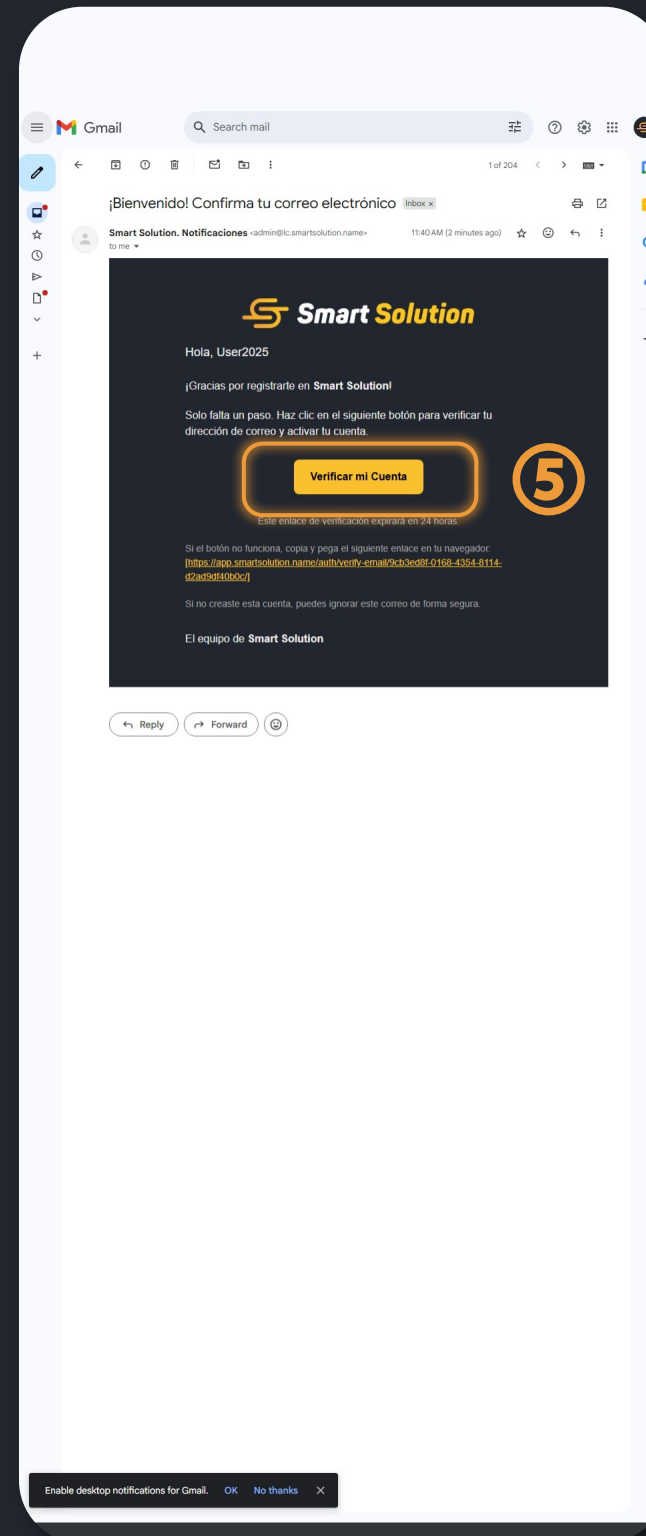 Gmail
Search mail
1 of 204
¡Bienvenido! Confirma tu correo electrónico Inbox ×
Smart Solution. Notificaciones <admin@lc.smartsolution.name> 11:40 AM (2 minutes ago)
to me
Smart Solution
Hola, User2025
¡Gracias por registrarte en Smart Solution!
Solo falta un paso. Haz clic en el siguiente botón para verificar tu
dirección de correo y activar tu cuenta.
Verificar mi Cuenta
5
Este enlace de verificación expirará en 24 horas.
Si el botón no funciona, copia y pega el siguiente enlace en tu navegador:
[https://app.smartsolution.name/auth/verify-email/9cb3ed8f-0168-4354-8114-
d2ad9df40b0c/]
Si no creaste esta cuenta, puedes ignorar este correo de forma segura.
El equipo de Smart Solution
Reply Forward
Enable desktop notifications for Gmail. OK No thanks